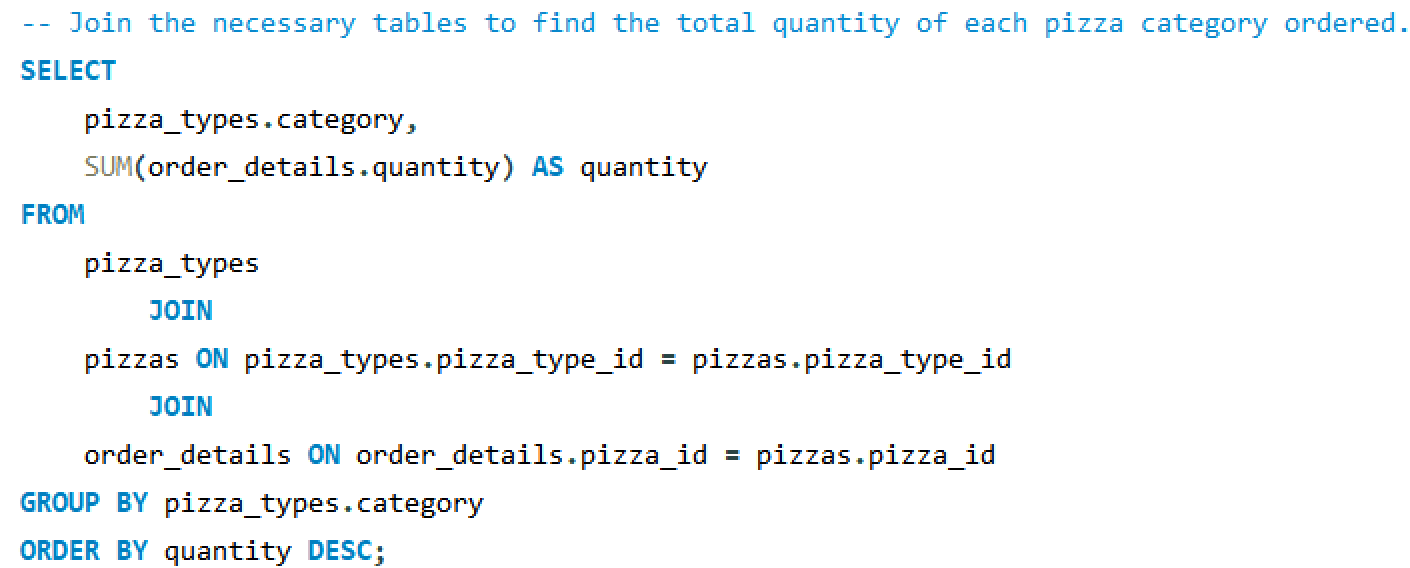 -- Join the necessary tables to find the total quantity of each pizza category ordered.
SELECT
    pizza_types.category,
    SUM(order_details.quantity) AS quantity
FROM
    pizza_types
        JOIN
    pizzas ON pizza_types.pizza_type_id = pizzas.pizza_type_id
        JOIN
    order_details ON order_details.pizza_id = pizzas.pizza_id
GROUP BY pizza_types.category
ORDER BY quantity DESC;